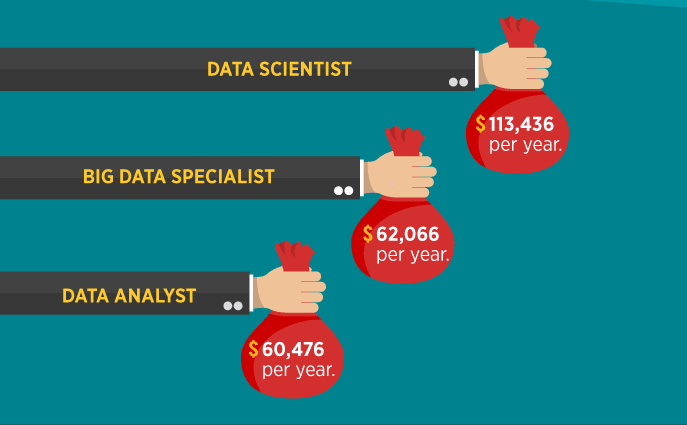 DATA SCIENTIST
$113,436
per year.
BIG DATA SPECIALIST
$62,066
per year.
DATA ANALYST
$60,476
per year.